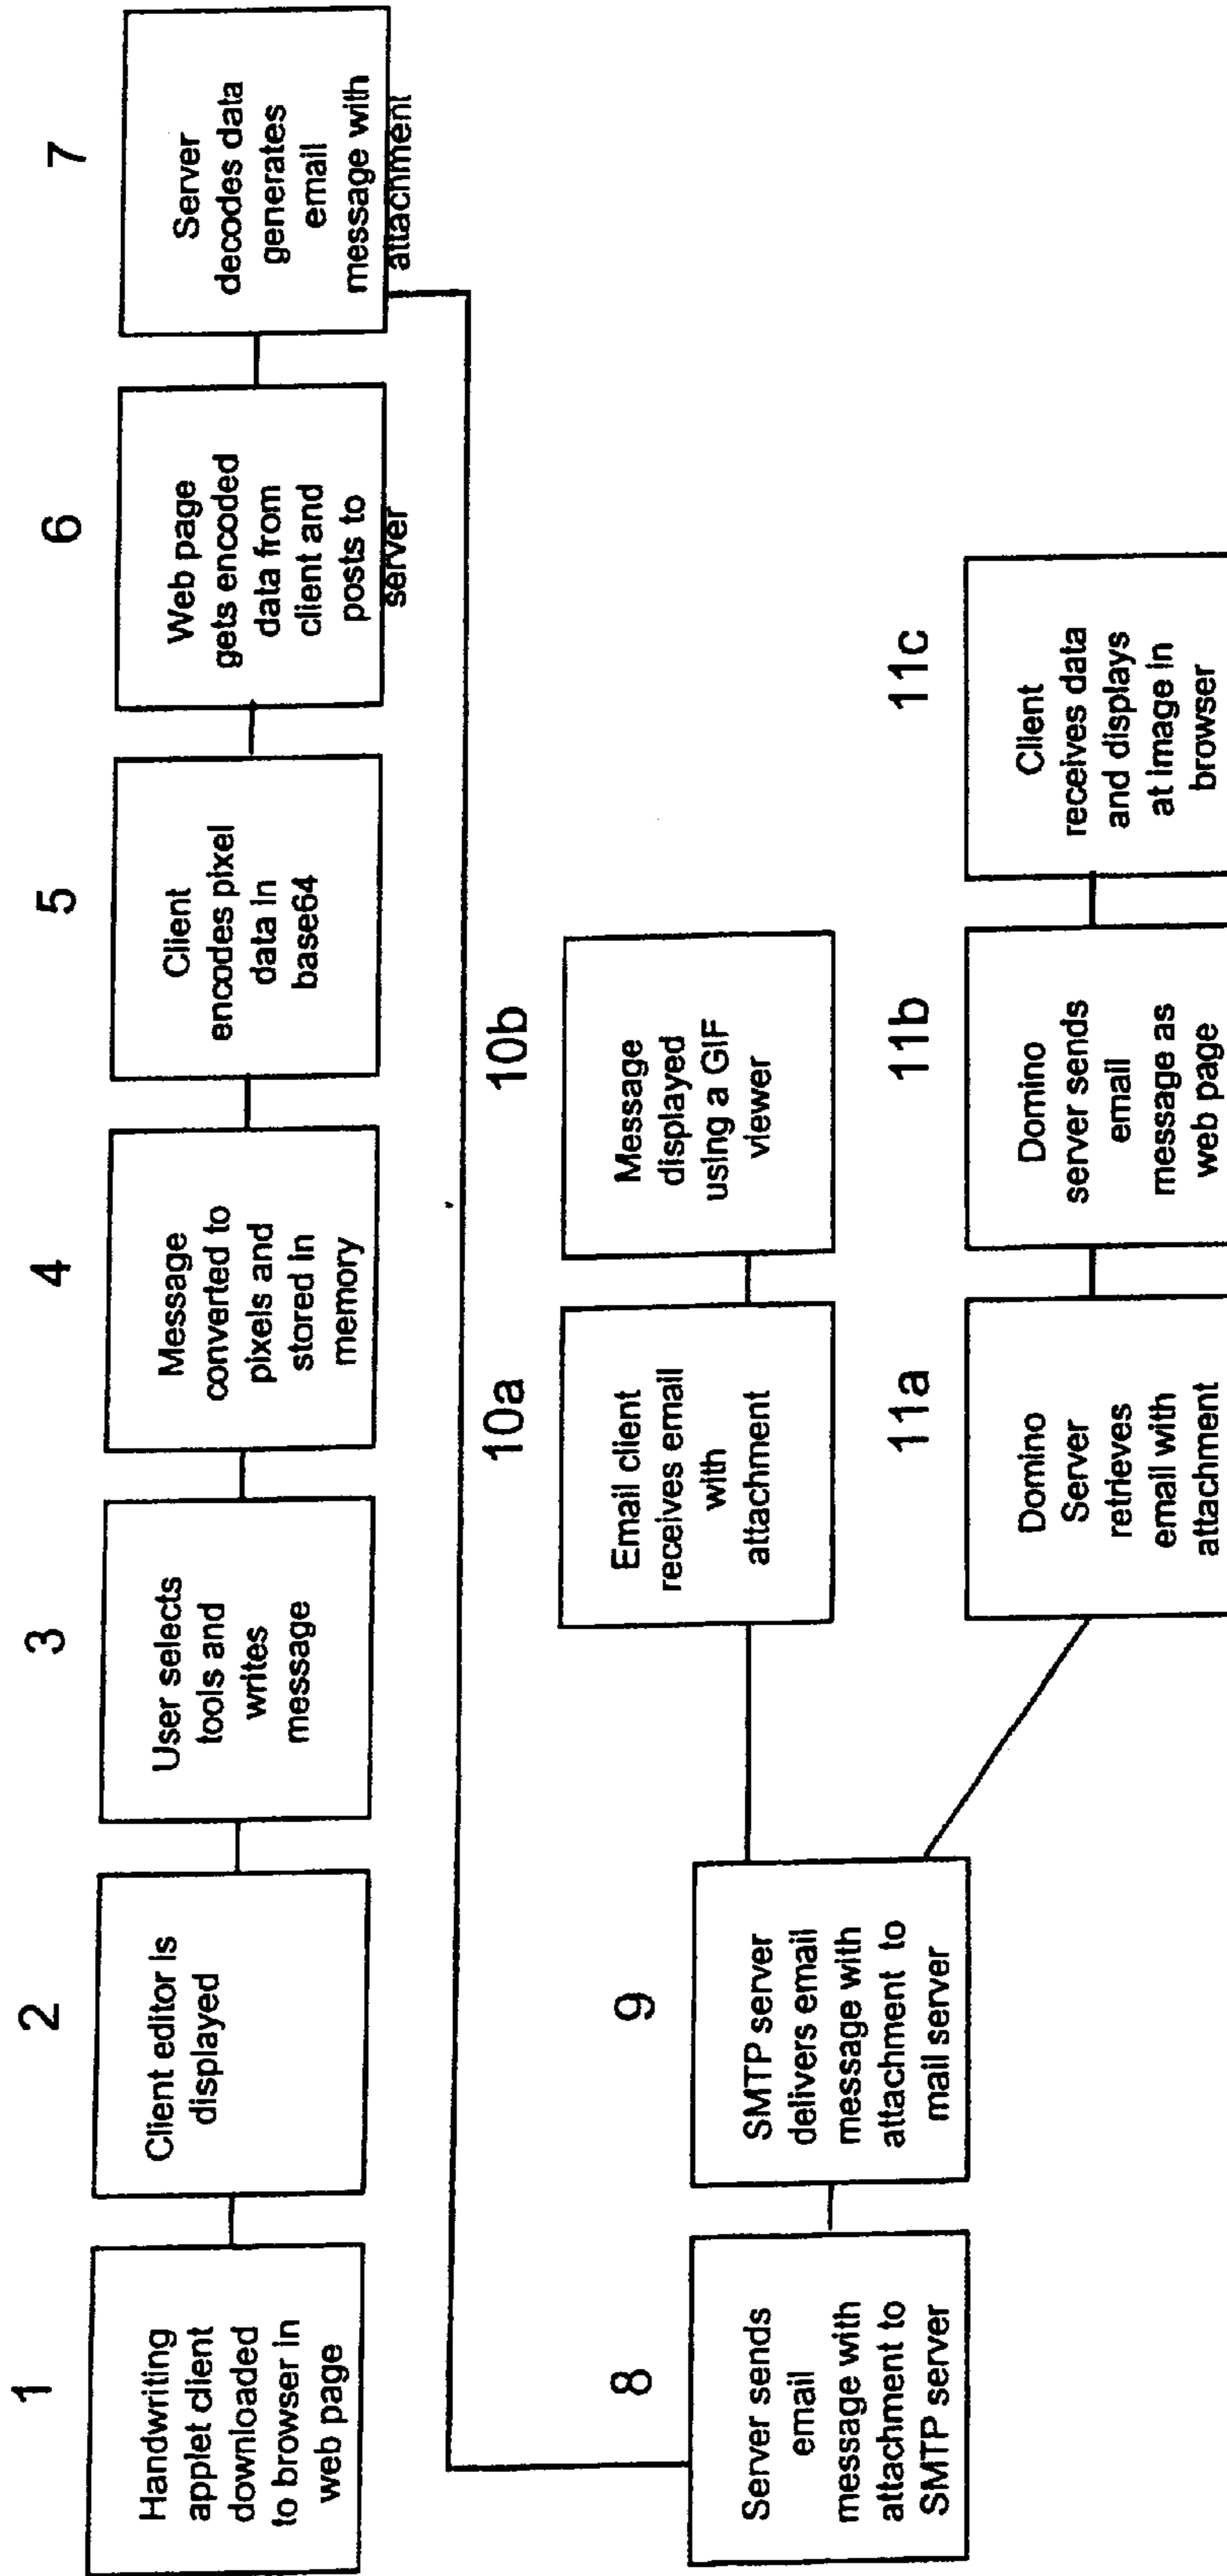 1
Handwriting
applet client
downloaded
to browser in
web page
2
Client editor is
displayed
3
User selects
tools and
writes
message
4
Message
converted to
pixels and
stored in
memory
5
Client
encodes pixel
data in
base64
6
Web page
gets encoded
data from
client and
posts to
server
7
Server
decodes data
generates
email
message with
attachment
8
Server sends
email
message with
attachment to
SMTP server
9
SMTP server
delivers email
message with
attachment to
mail server
10a
Email client
receives email
with
attachment
10b
Message
displayed
using a GIF
viewer
11a
Domino
Server
retrieves
email with
attachment
11b
Domino
server sends
email
message as
web page
11c
Client
receives data
and displays
at image in
browser